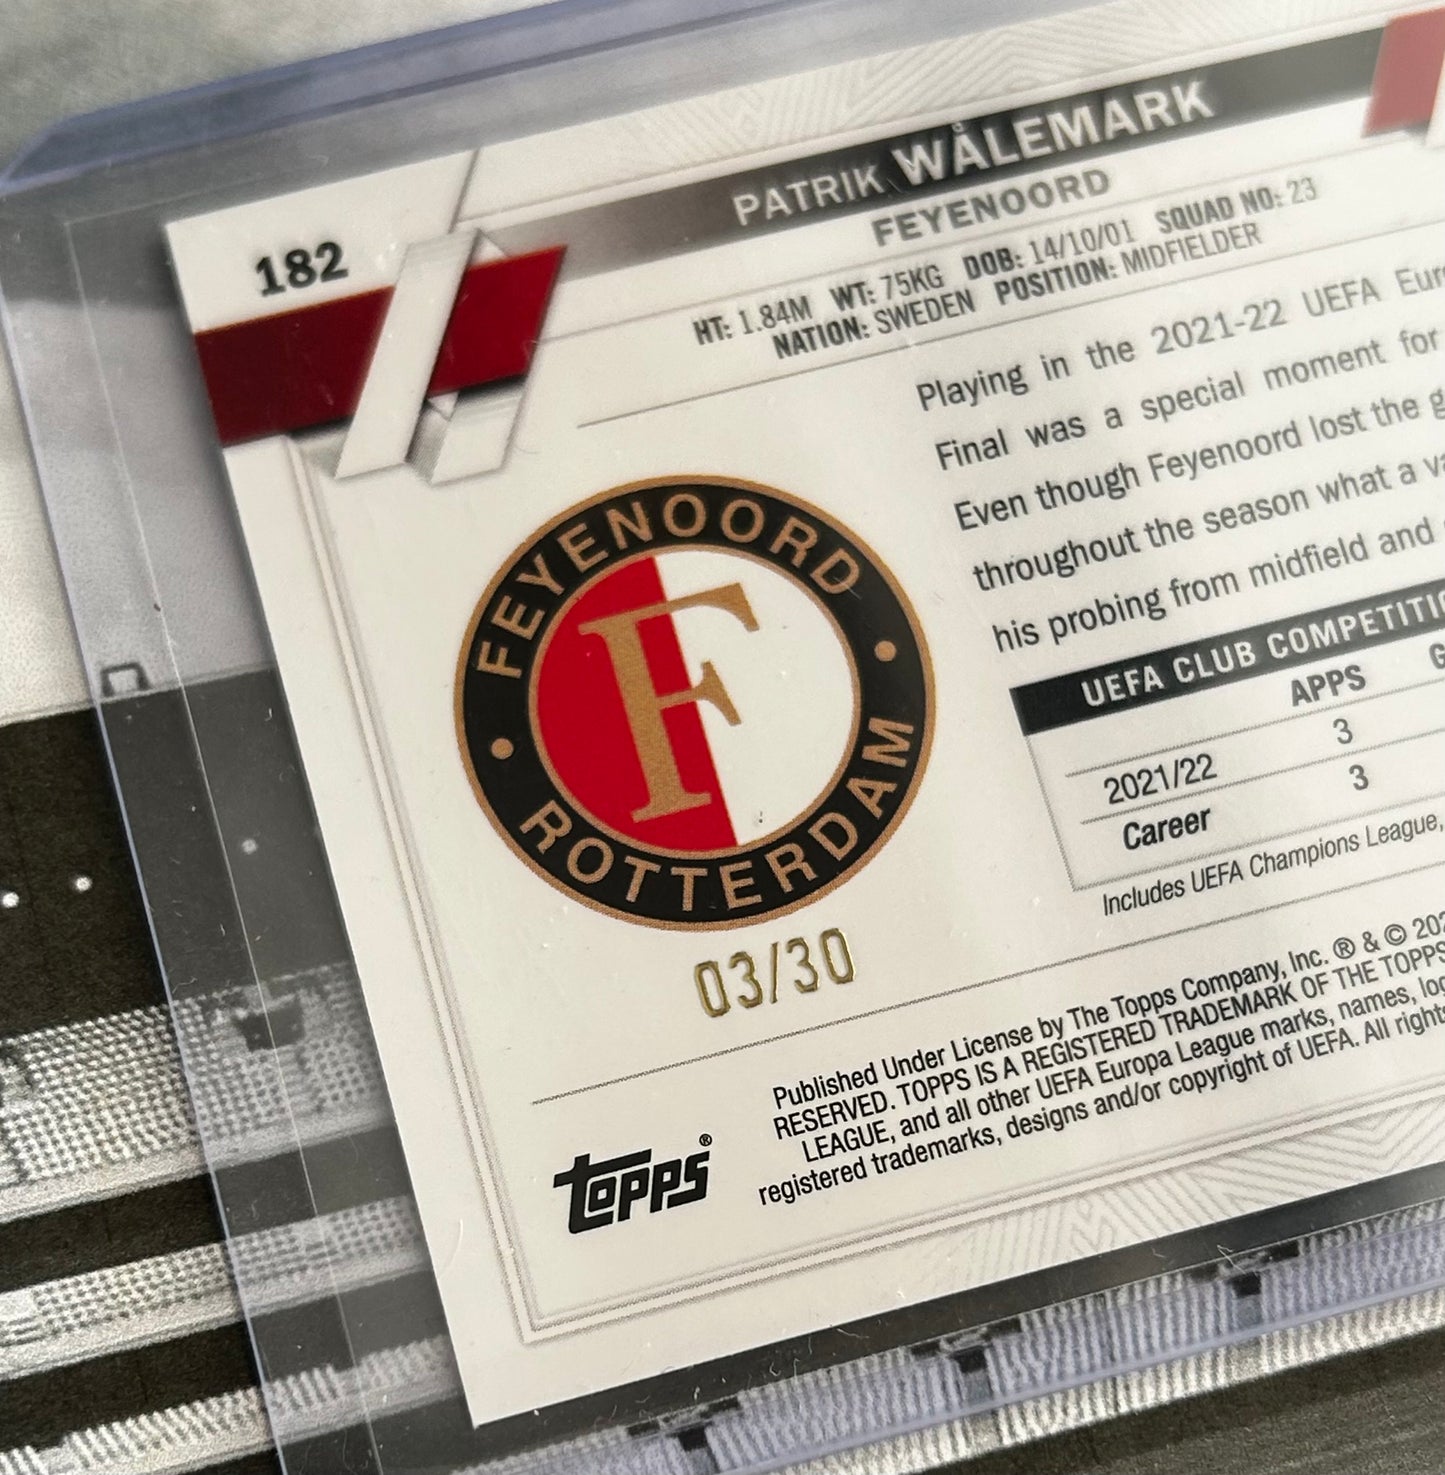 182
PATRIK WÅLEMARK
FEYENOORD
HT: 1.84M WT: 75KG DOB: 14/10/01 SQUAD NO: 23
NATION: SWEDEN POSITION: MIDFIELDER
Playing in the 2021-22 UEFA
Final was a special moment for
Even though Feyenoord lost the
throughout the season what a
his probing from midfield and
FEYENOORD
F
ROTTERDAM
UEFA CLUB
APPS
2021/22 3
Career 3
Includes UEFA Champions League,
03/30
Published Under License by The Topps Company, Inc. ® & ©
RESERVED. TOPPS IS A REGISTERED TRADEMARK OF THE TOPPS
LEAGUE, and all other UEFA Europa League marks, names,
registered trademarks, designs and/or copyright of UEFA. All
topps®